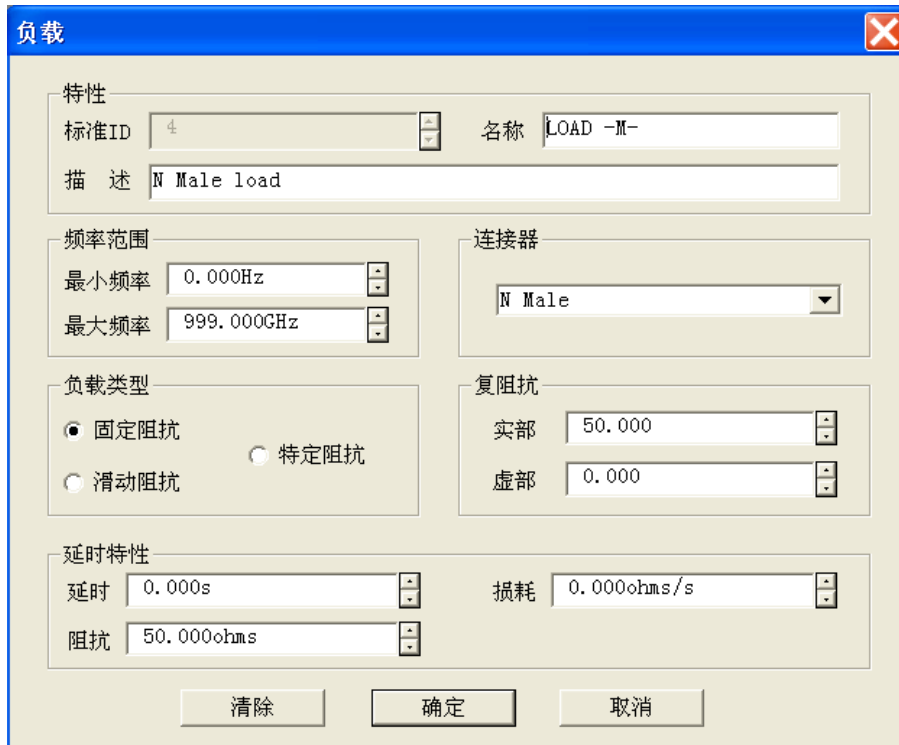 负载
特性
标准ID 4 名称 LOAD -M-
描 述 N Male load
频率范围 连接器
最小频率 0.000Hz
N Male
最大频率 999.000GHz
负载类型 复阻抗
固定阻抗 实部 50.000
特定阻抗
滑动阻抗 虚部 0.000
延时特性
延时 0.000s 损耗 0.000ohms/s
阻抗 50.000ohms
清除 确定 取消